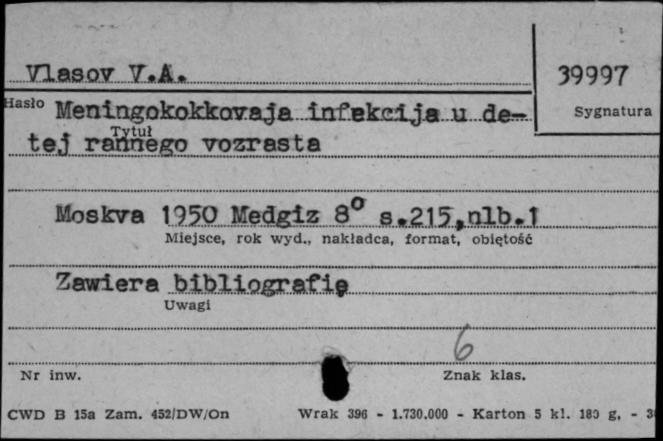 Vlasov V.A.
39997
Hasło
Sygnatura
Meningokokkovaja infekcija u de-
Tytuł
tej rannego vozrasta
Moskva 1950 Medgiz 8° s.215,nlb.1
Miejsce, rok wyd., nakładca, format, objętość
Zawiera bibliografię
Uwagi
6
Nr inw.
Znak klas.
CWD B 15a Zam. 452/DW/On Wrak 396 - 1.730.000 - Karton 5 kl. 180 g, -